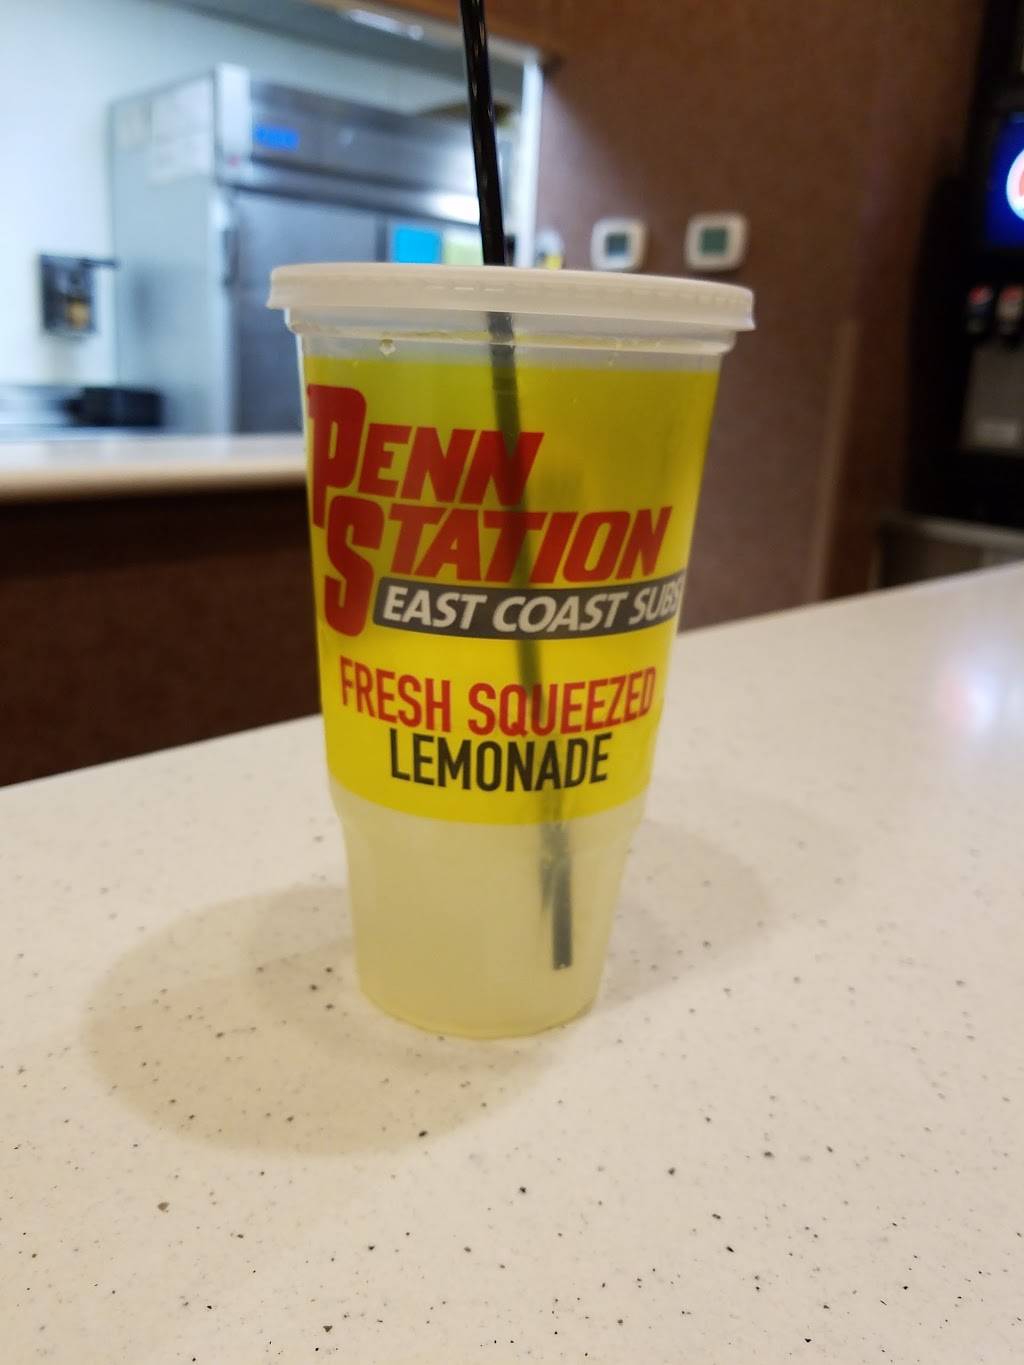 PENN
STATION
EAST COAST SUBS
FRESH SQUEEZED
LEMONADE